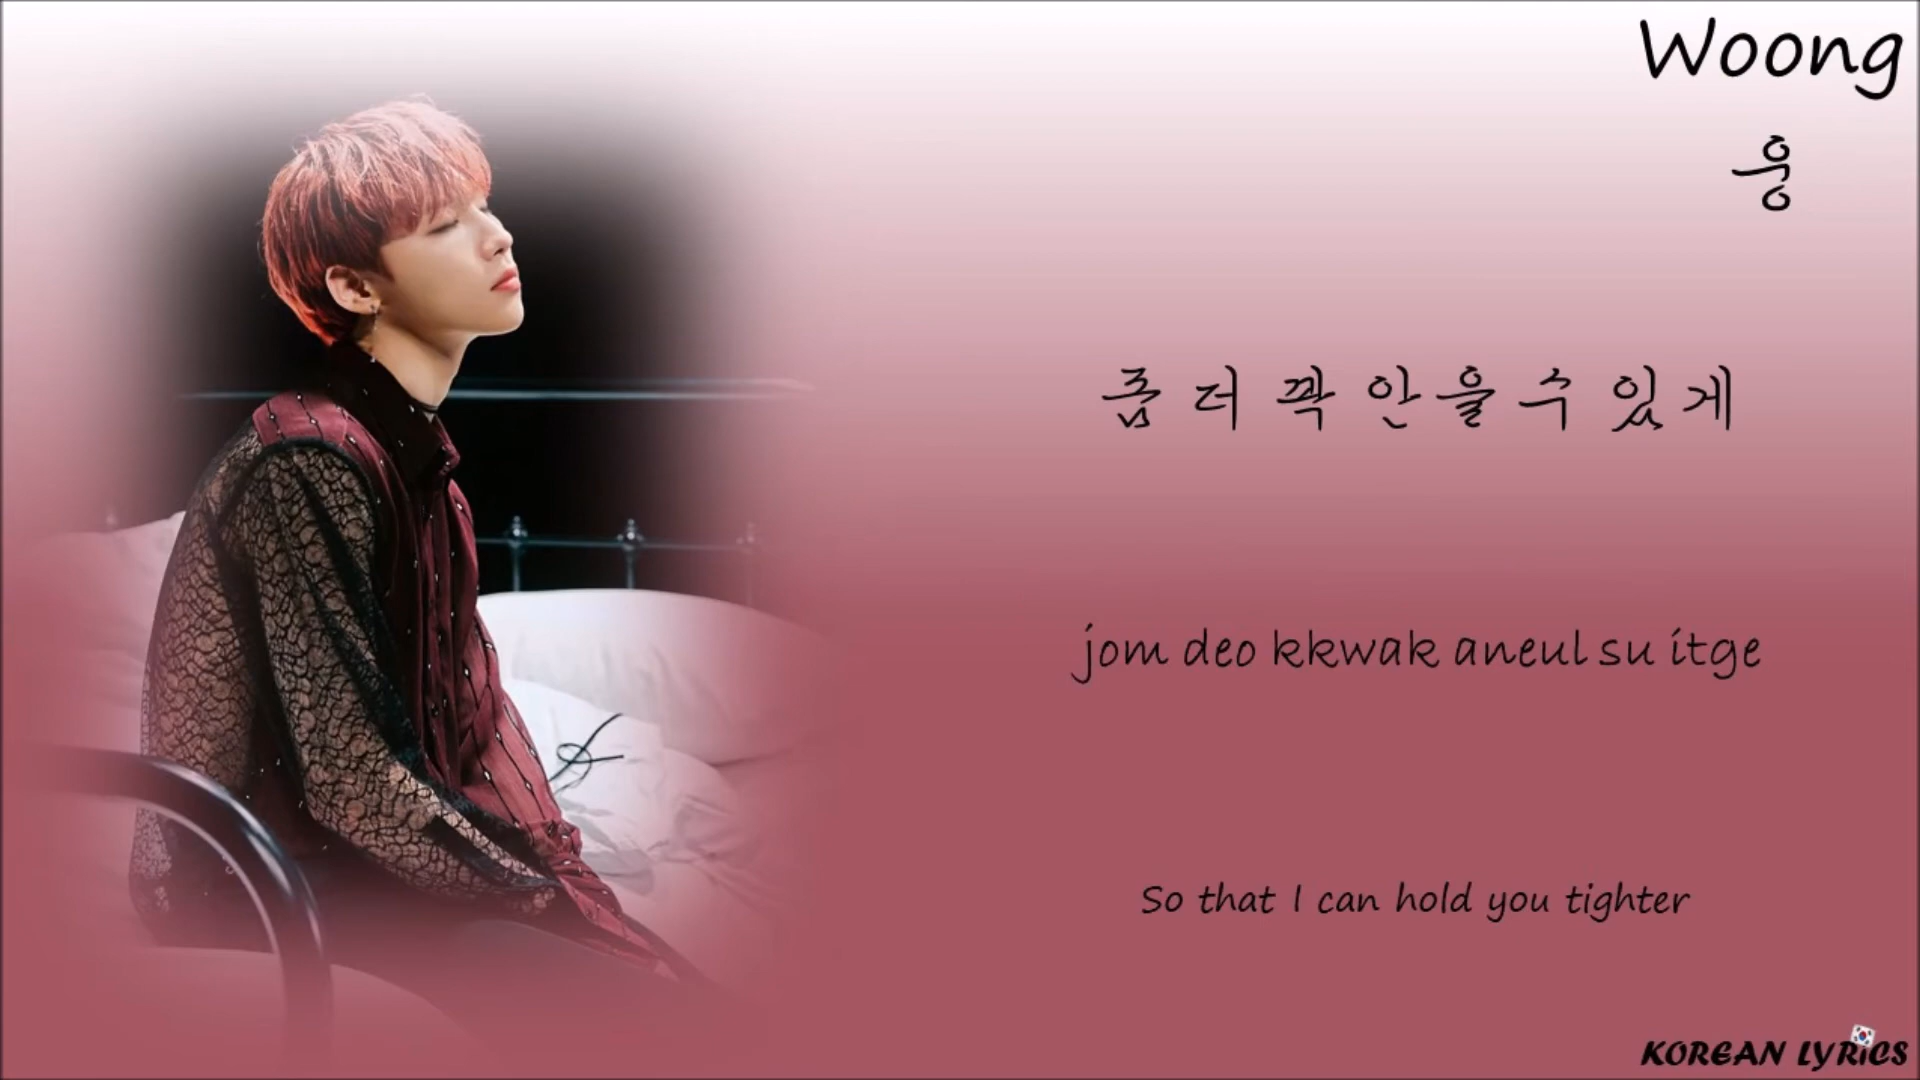 Woong
웅
좀 더 꽉 안을 수 있게
jom deo kkwak aneul su itge
So that I can hold you tighter
KOREAN LYRICS